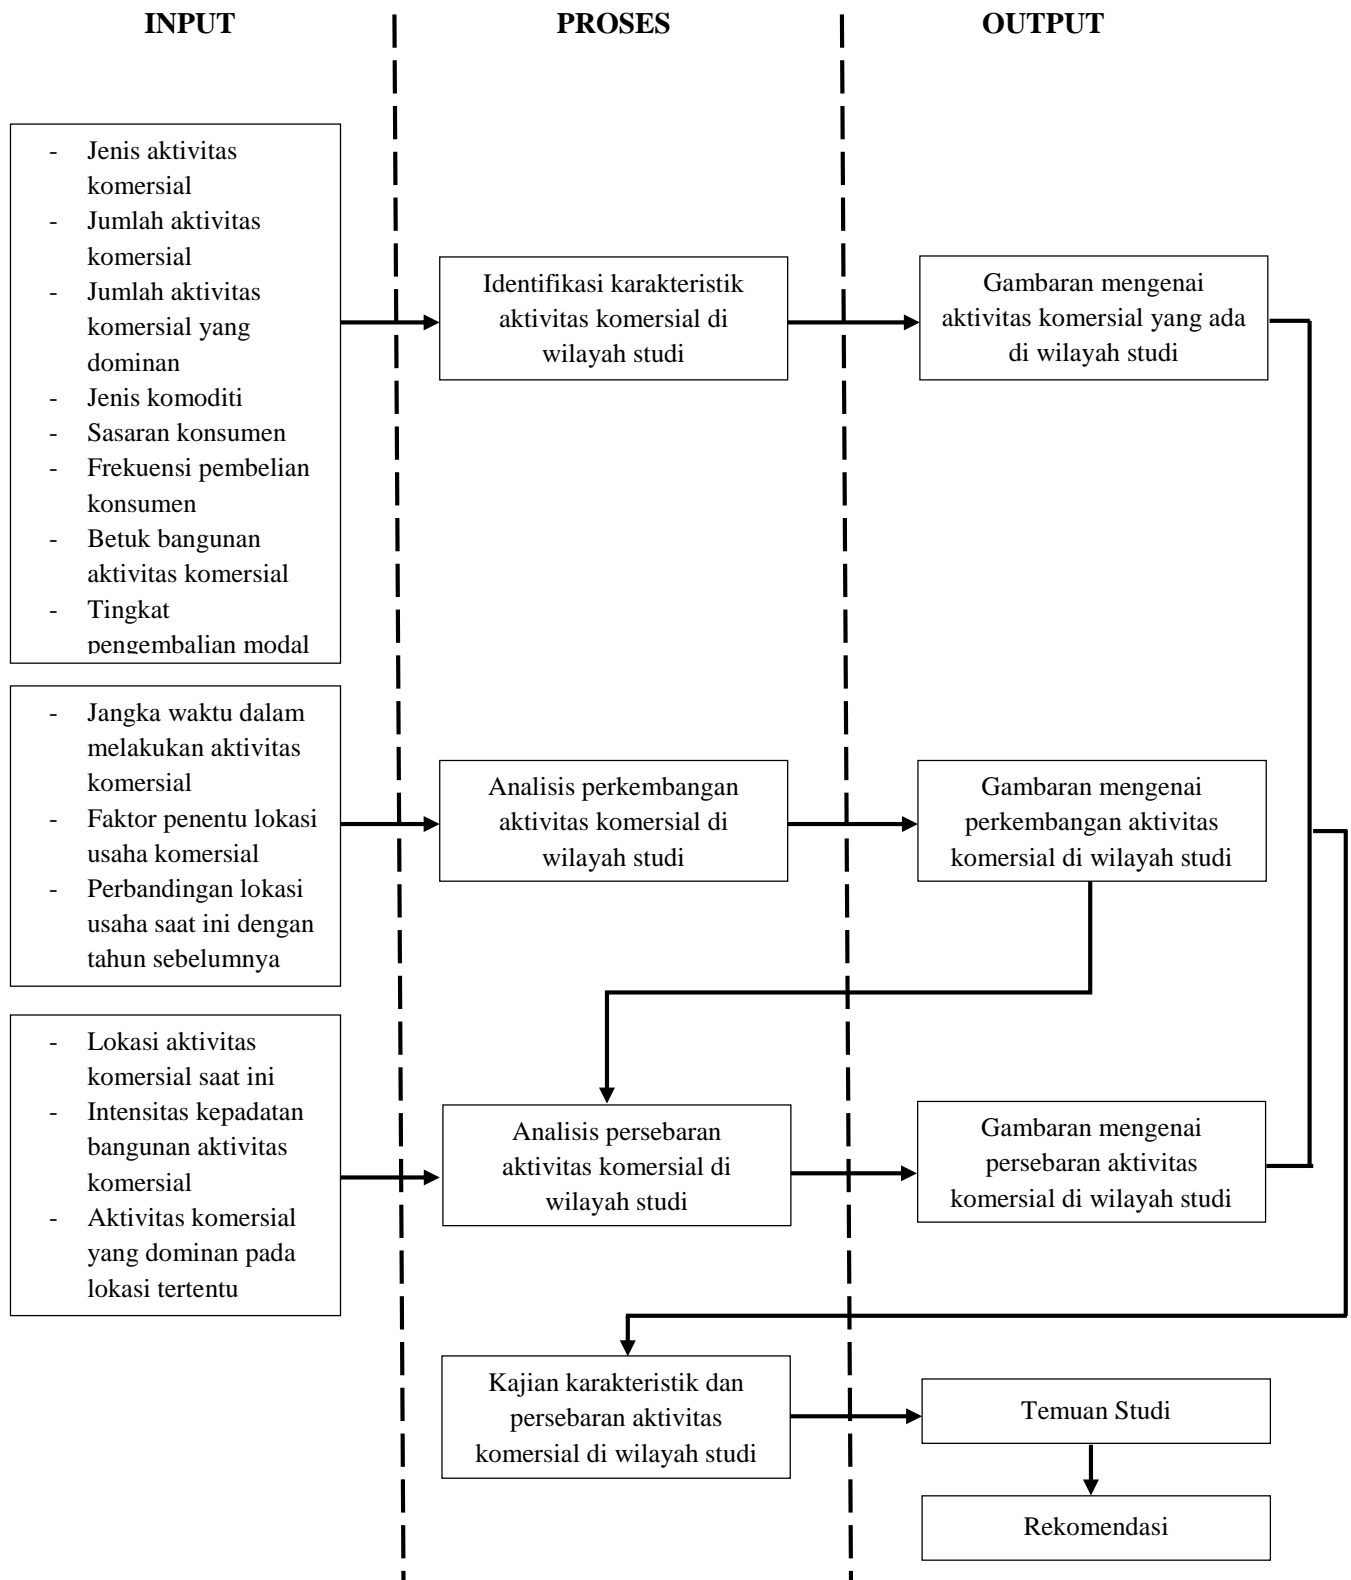 INPUT
PROSES
OUTPUT
- Jenis aktivitas
komersial
- Jumlah aktivitas
komersial
- Jumlah aktivitas
komersial yang
dominan
- Jenis komoditi
- Sasaran konsumen
- Frekuensi pembelian
konsumen
- Betuk bangunan
aktivitas komersial
- Tingkat
pengembalian modal
Identifikasi karakteristik
aktivitas komersial di
wilayah studi
Gambaran mengenai
aktivitas komersial yang ada
di wilayah studi
- Jangka waktu dalam
melakukan aktivitas
komersial
- Faktor penentu lokasi
usaha komersial
- Perbandingan lokasi
usaha saat ini dengan
tahun sebelumnya
Analisis perkembangan
aktivitas komersial di
wilayah studi
Gambaran mengenai
perkembangan aktivitas
komersial di wilayah studi
- Lokasi aktivitas
komersial saat ini
- Intensitas kepadatan
bangunan aktivitas
komersial
- Aktivitas komersial
yang dominan pada
lokasi tertentu
Analisis persebaran
aktivitas komersial di
wilayah studi
Gambaran mengenai
persebaran aktivitas
komersial di wilayah studi
Kajian karakteristik dan
persebaran aktivitas
komersial di wilayah studi
Temuan Studi
Rekomendasi